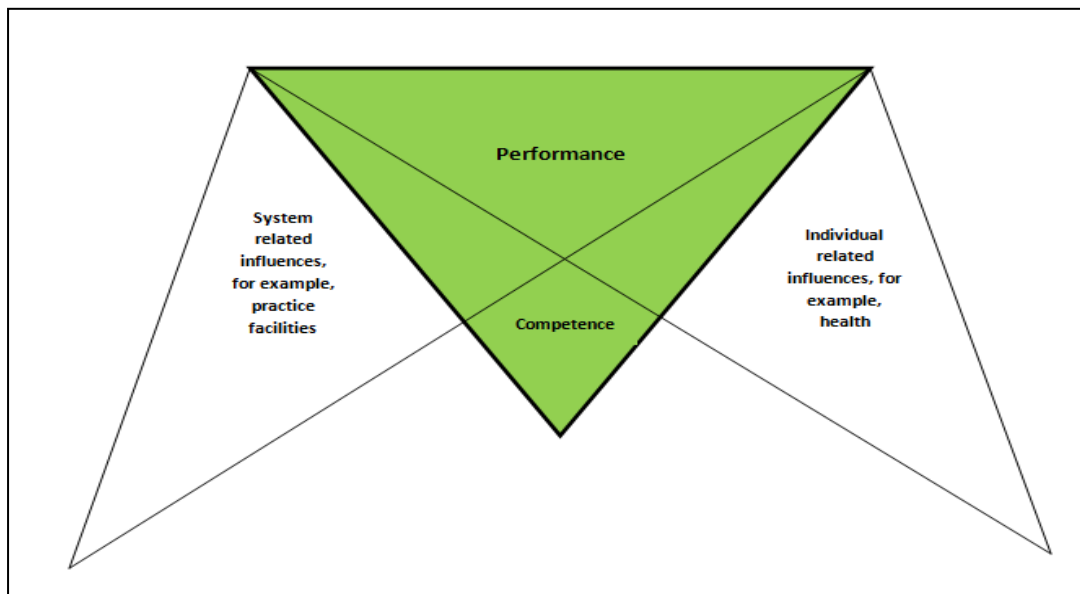 Performance
System
related
influences,
for example,
practice
facilities
Individual
related
influences, for
example,
health
Competence